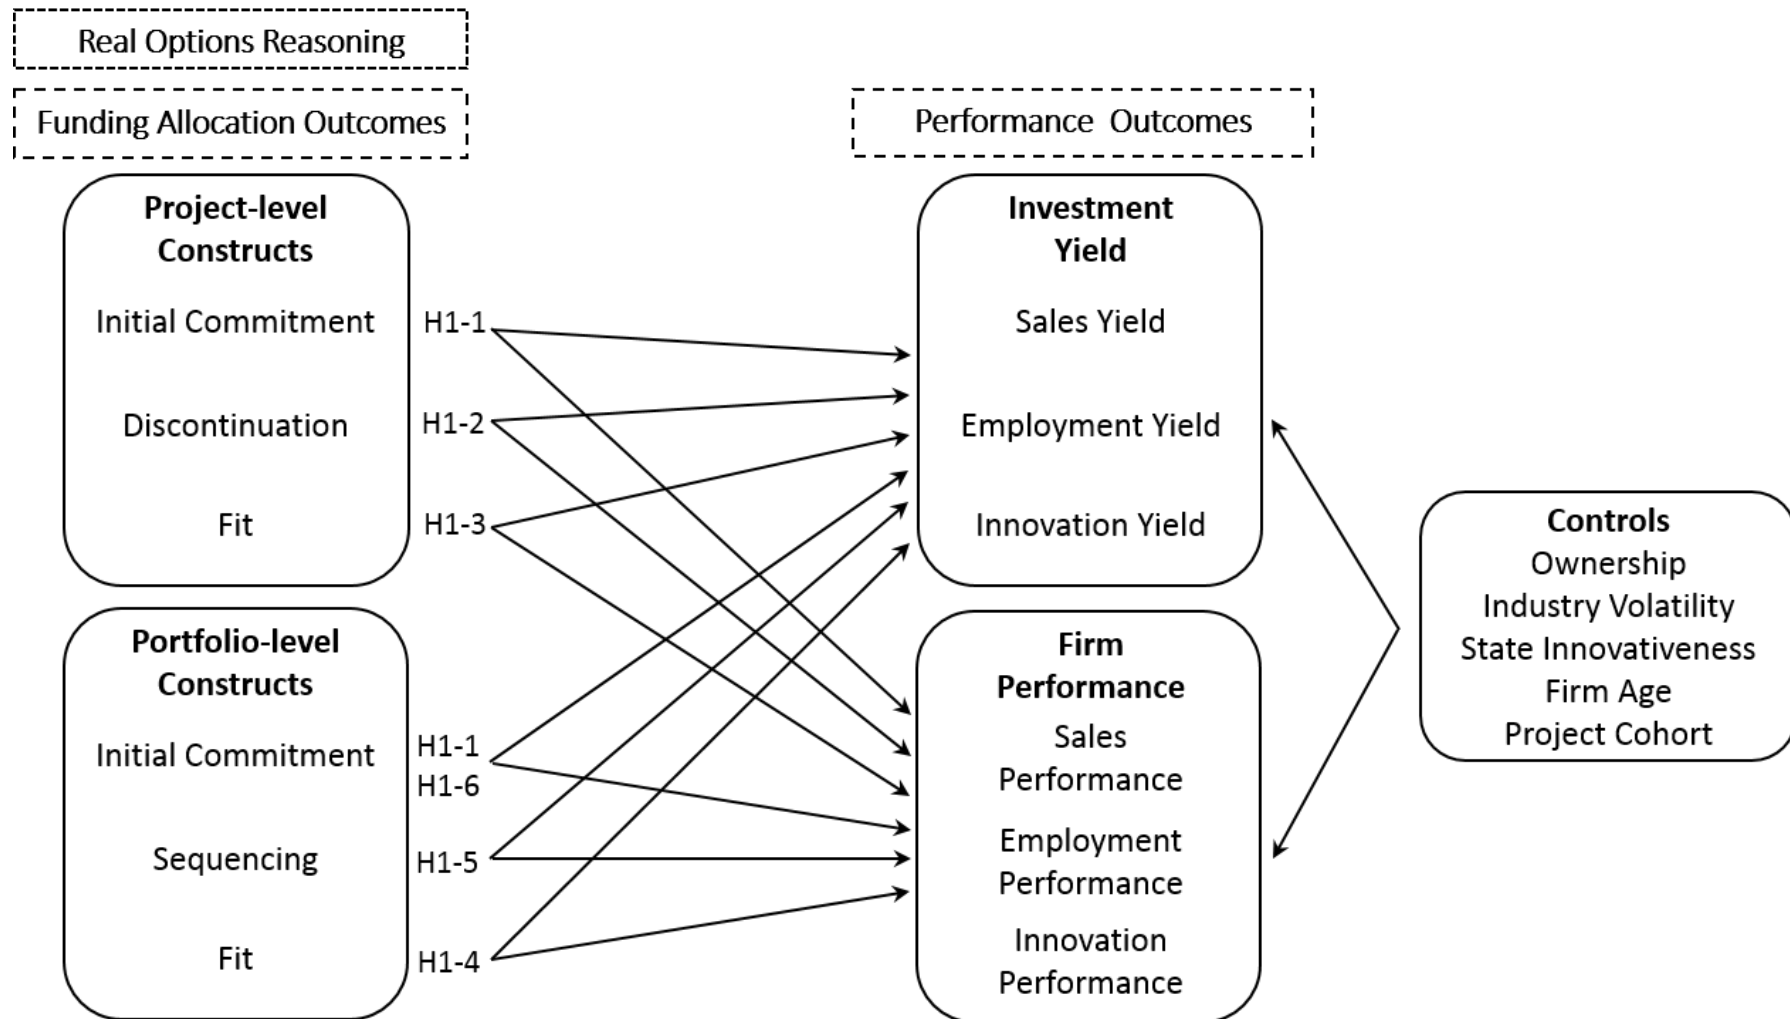 Real Options Reasoning
Funding Allocation Outcomes
Performance Outcomes
Project-level
Constructs
Initial Commitment
H1-1
Discontinuation
H1-2
Fit
H1-3
Portfolio-level
Constructs
Initial Commitment
H1-1
H1-6
Sequencing
H1-5
Fit
H1-4
Investment
Yield
Sales Yield
Employment Yield
Innovation Yield
Firm
Performance
Sales
Performance
Employment
Performance
Innovation
Performance
Controls
Ownership
Industry Volatility
State Innovativeness
Firm Age
Project Cohort